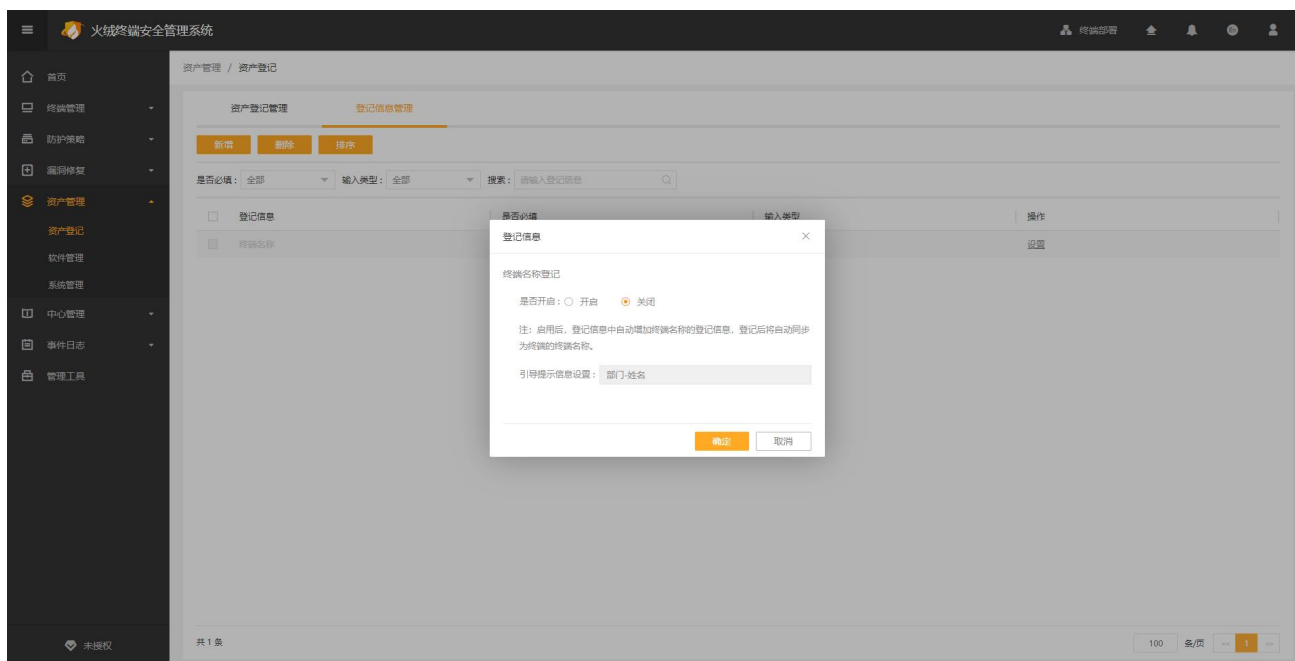 火绒终端安全管理系统
终端部署
首页
终端管理
防护策略
漏洞修复
资产管理
资产登记
软件管理
系统管理
中心管理
事件日志
管理工具
未授权
资产管理 / 资产登记
资产登记管理 登记信息管理
新增 删除 排序
是否必填： 全部 输入类型： 全部 搜索： 请输入登记信息
登记信息 是否必填 输入类型 操作
终端名称 设置
登记信息
终端名称登记
是否开启： 开启 关闭
注：启用后，登记信息中自动增加终端名称的登记信息，登记后将自动同步
为终端的终端名称。
引导提示信息设置： 部门-姓名
确定 取消
共 1 条 100 条/页 1